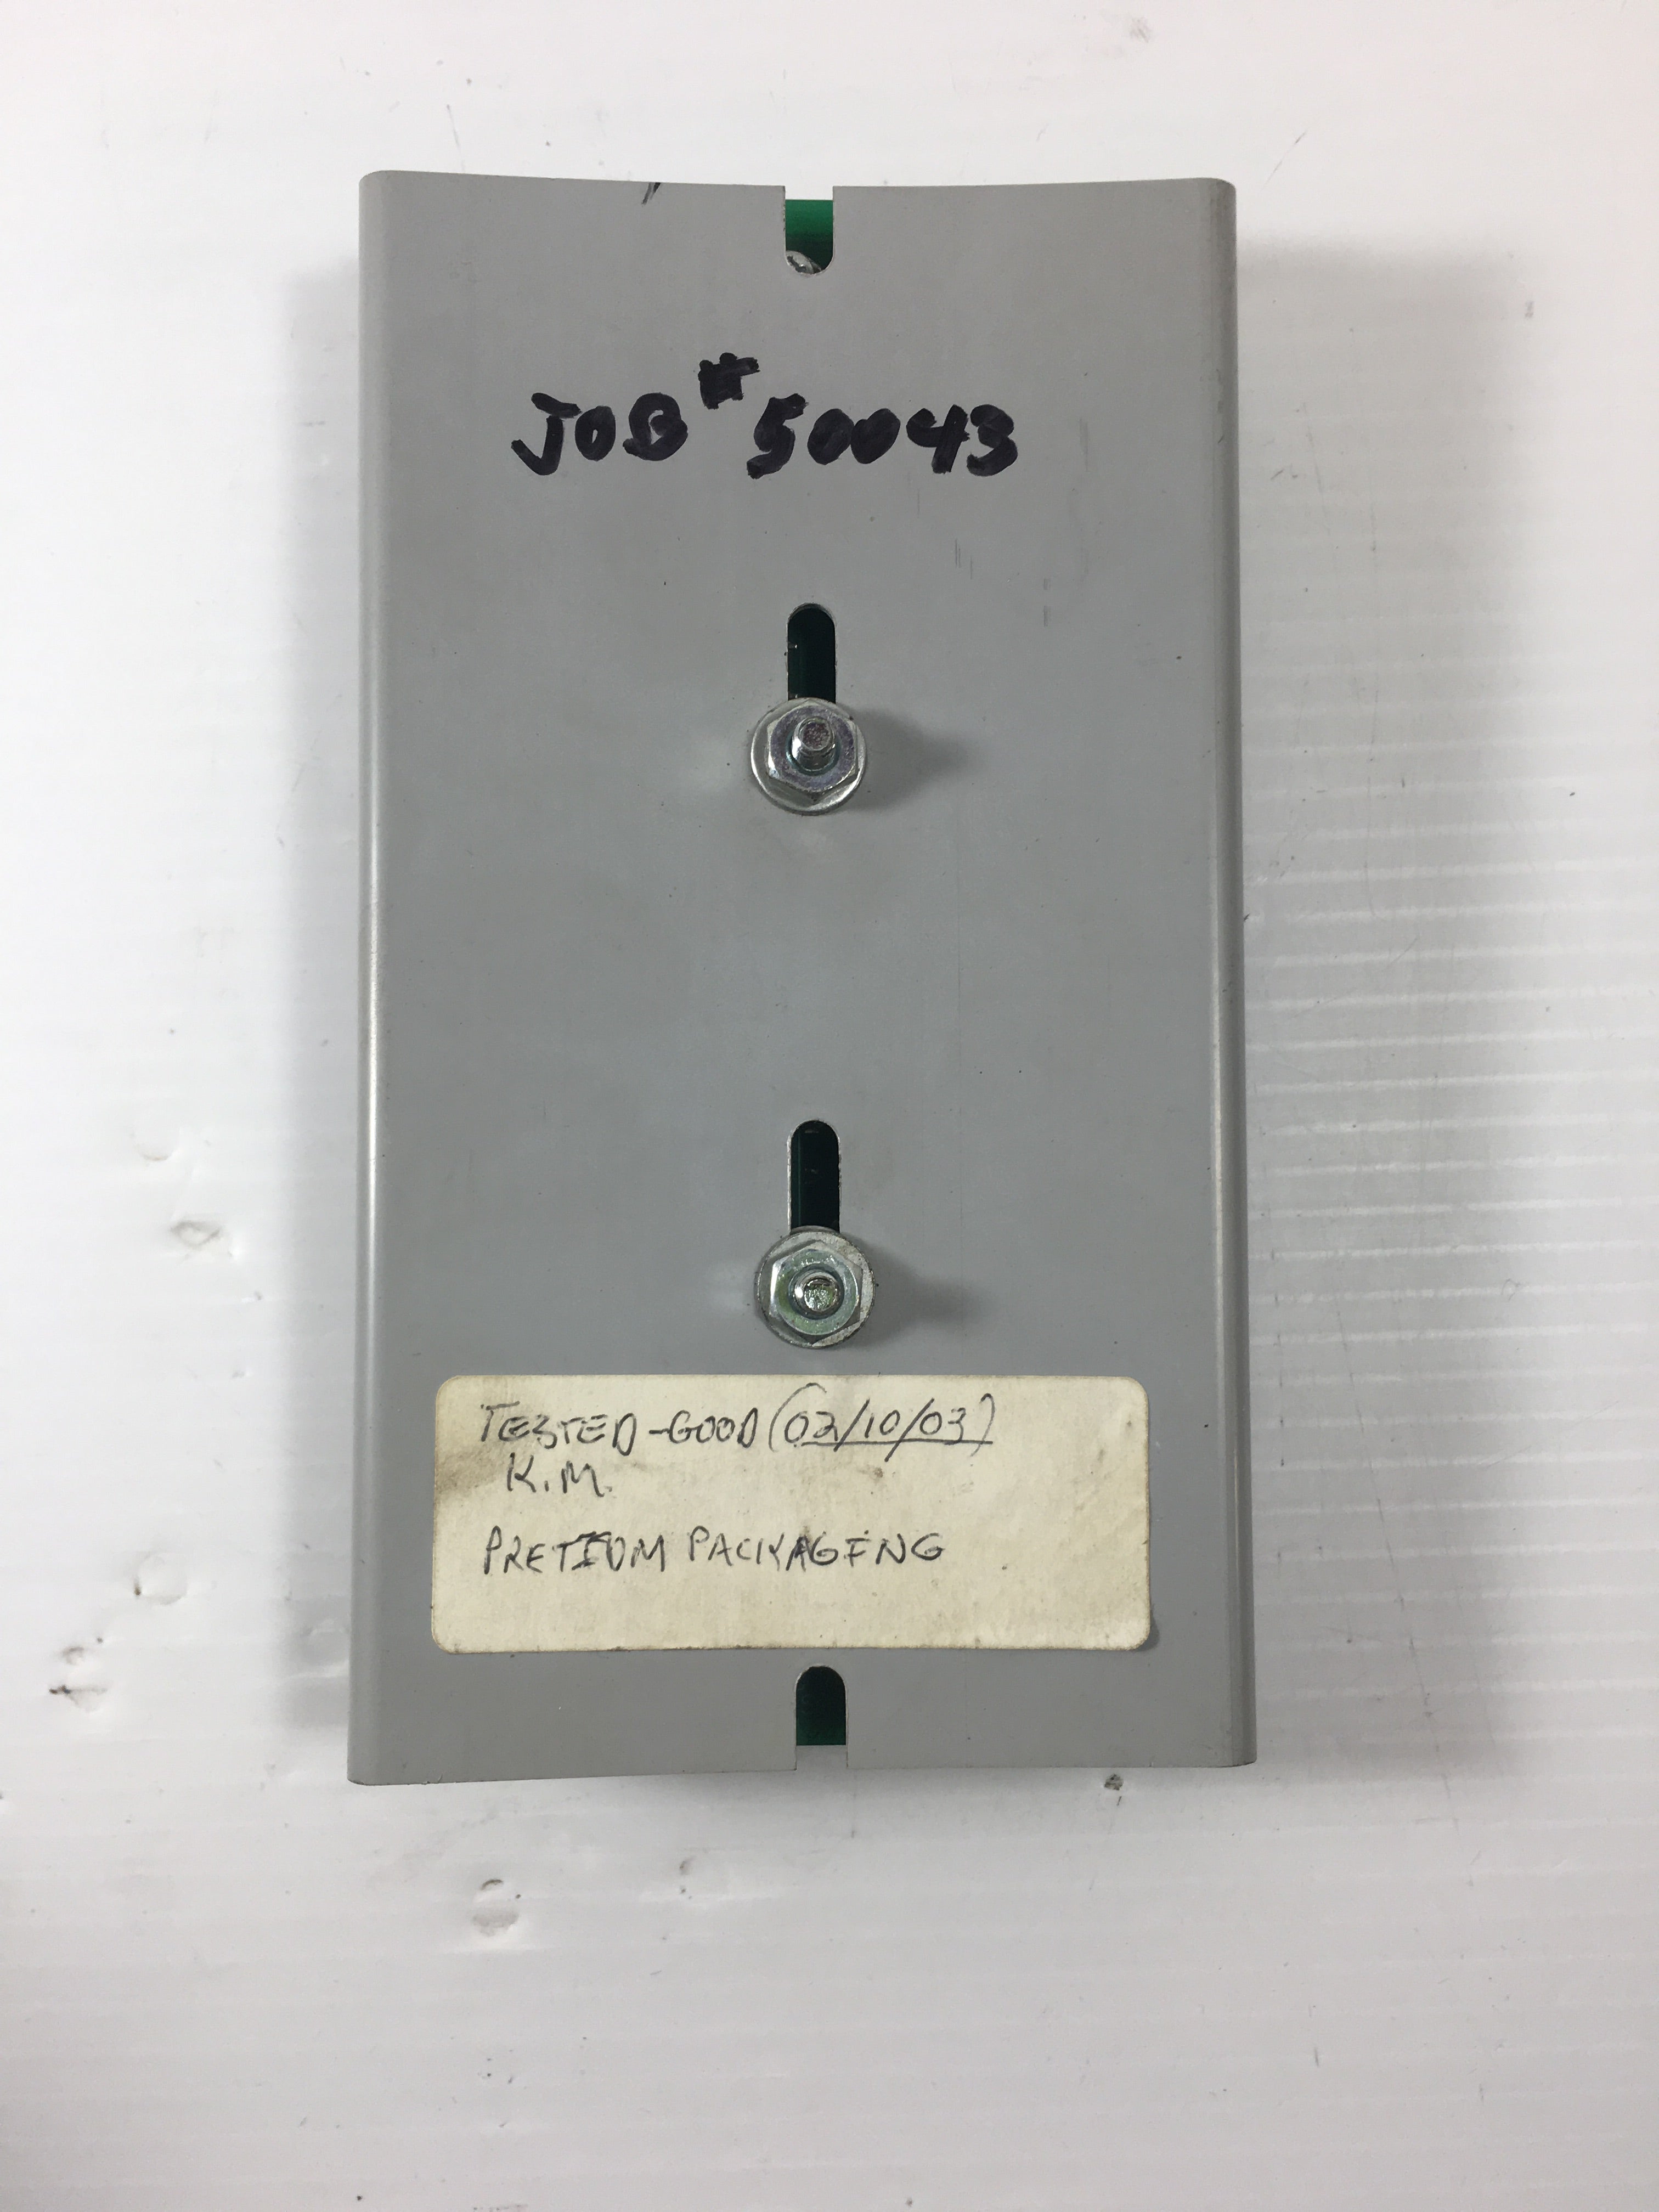 JOB # 50043
TESTED-GOOD (02/10/03)
K.M.
PRETIUM PACKAGING